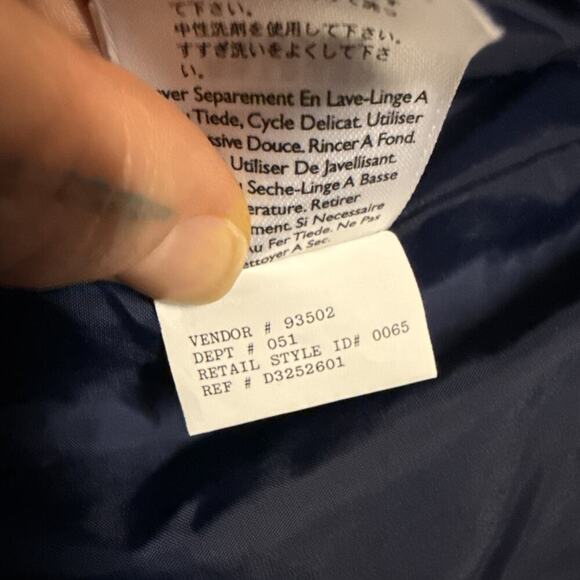 て下さい。
中性洗剤を使用して下さい。
すすぎ洗いをよくして下さ
い。
ver Separement En Lave-Linge A
Tiede, Cycle Delicat. Utiliser
ssive Douce. Rincer A Fond.
Utiliser De Javellisant.
Seche-Linge A Basse
erature. Retirer
ment. Si Necessaire
Au Fer Tiede. Ne Pas
ettoyer A Sec.
VENDOR # 93502
DEPT # 051
RETAIL STYLE ID# 0065
REF # D3252601